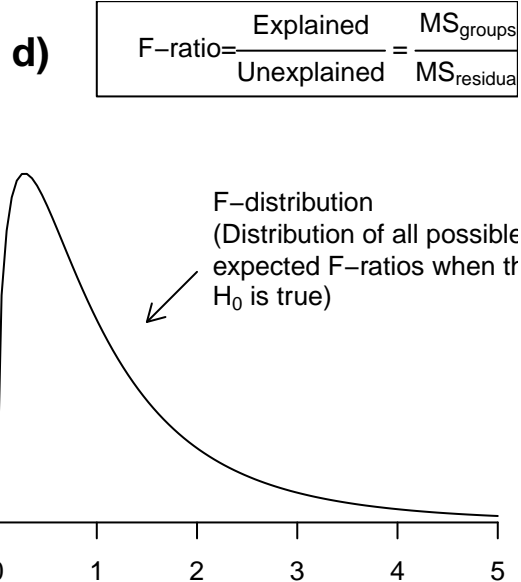 d)
F−ratio=Explained/Unexplained = MSgroups/MSresidua
F−distribution
(Distribution of all possible
expected F−ratios when th
H0 is true)
0 1 2 3 4 5